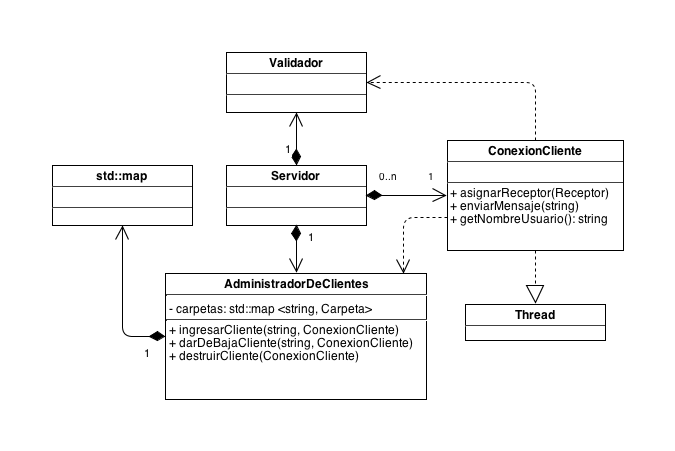 Validador
1
std::map
Servidor
0..n
1
ConexionCliente
+ asignarReceptor(Receptor)
+ enviarMensaje(string)
+ getNombreUsuario(): string
1
AdministradorDeClientes
- carpetas: std::map <string, Carpeta>
+ ingresarCliente(string, ConexionCliente)
+ darDeBajaCliente(string, ConexionCliente)
+ destruirCliente(ConexionCliente)
1
Thread